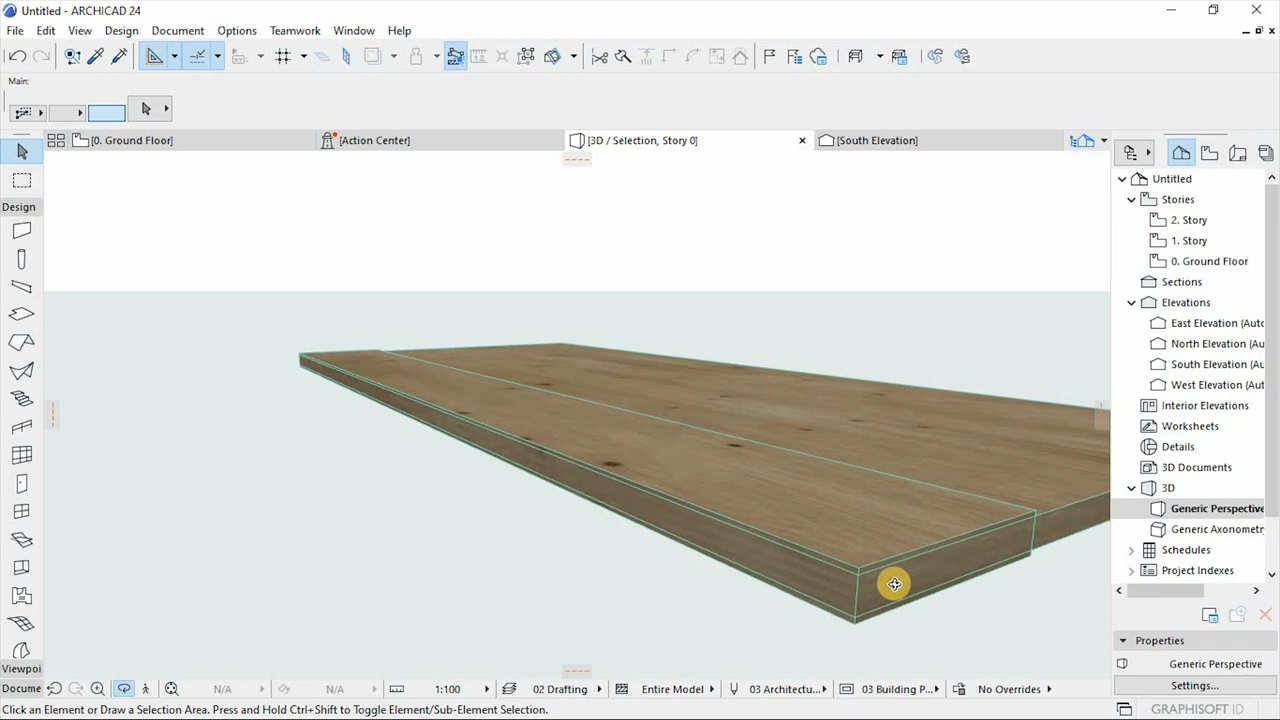 Untitled - ARCHICAD 24
File Edit View Design Document Options Teamwork Window Help
Main:
[0. Ground Floor] [Action Center] [3D / Selection, Story 0] [South Elevation]
Untitled
Stories
2. Story
1. Story
0. Ground Floor
Sections
Elevations
East Elevation (Auto
North Elevation (Au
South Elevation (Au
West Elevation (Aut
Interior Elevations
Worksheets
Details
3D Documents
3D
Generic Perspective
Generic Axonometr
Schedules
Project Indexes
Properties
Generic Perspective
Settings...
Design
Viewpoi
Docume
N/A N/A 1:100 02 Drafting Entire Model 03 Architectu... 03 Building P... No Overrides
Click an Element or Draw a Selection Area. Press and Hold Ctrl+Shift to Toggle Element/Sub-Element Selection.
GRAPHISOFT ID